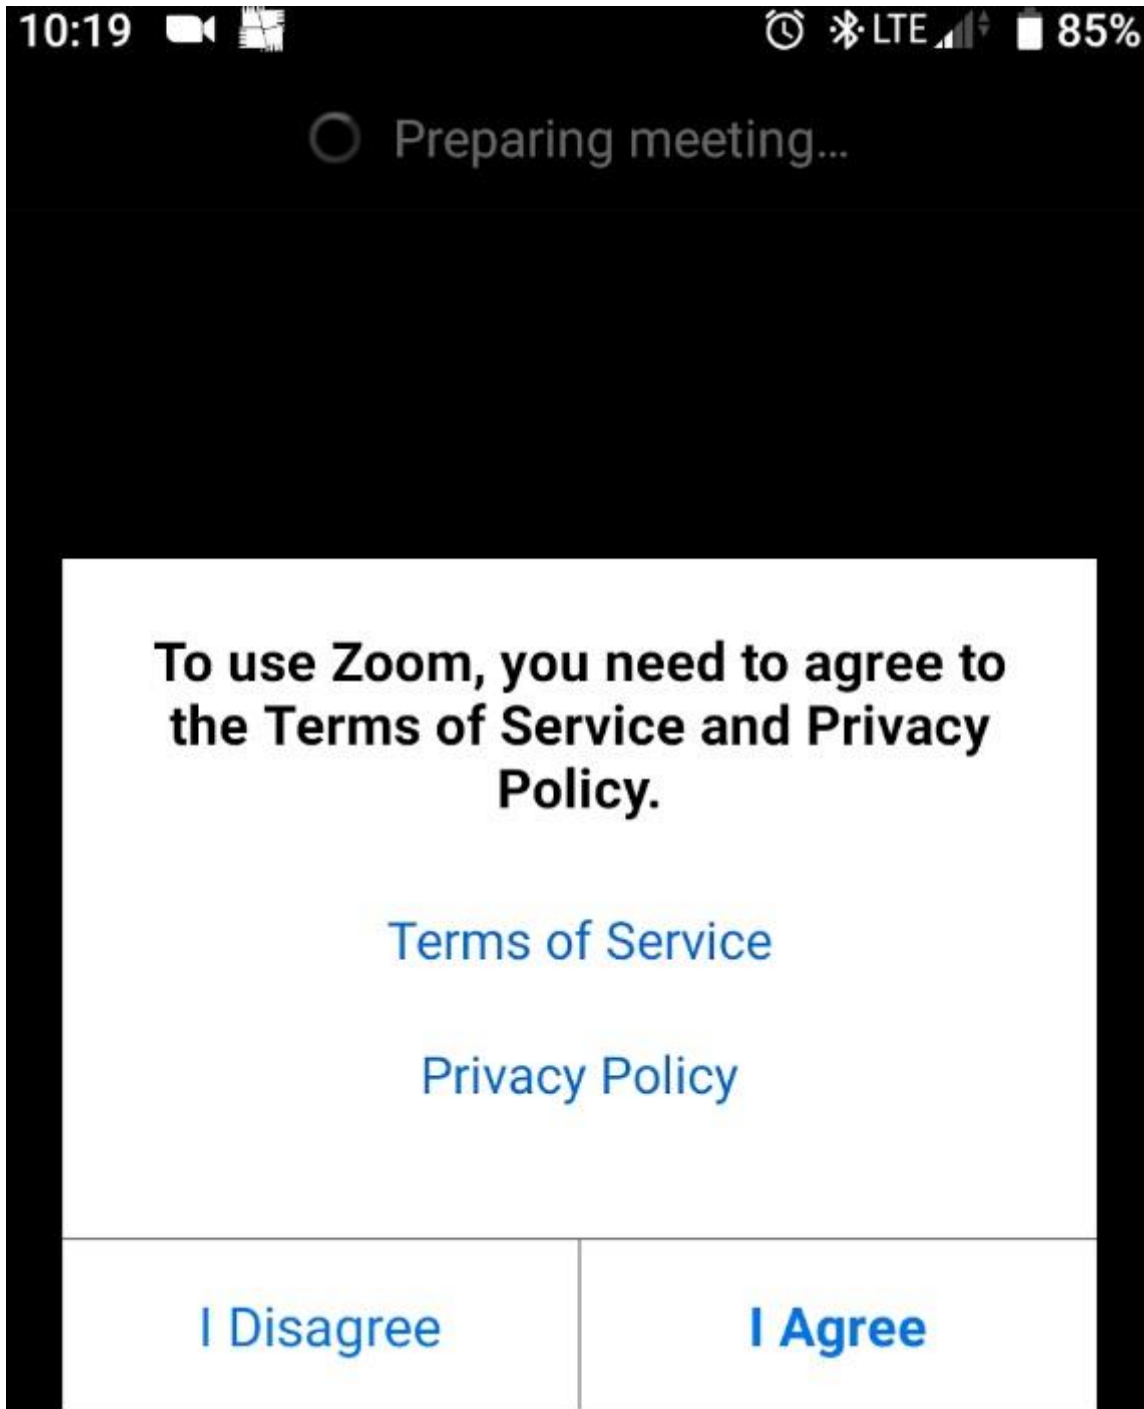 10:19 LTE 85%
Preparing meeting...
To use Zoom, you need to agree to
the Terms of Service and Privacy
Policy.
Terms of Service
Privacy Policy
I Disagree I Agree